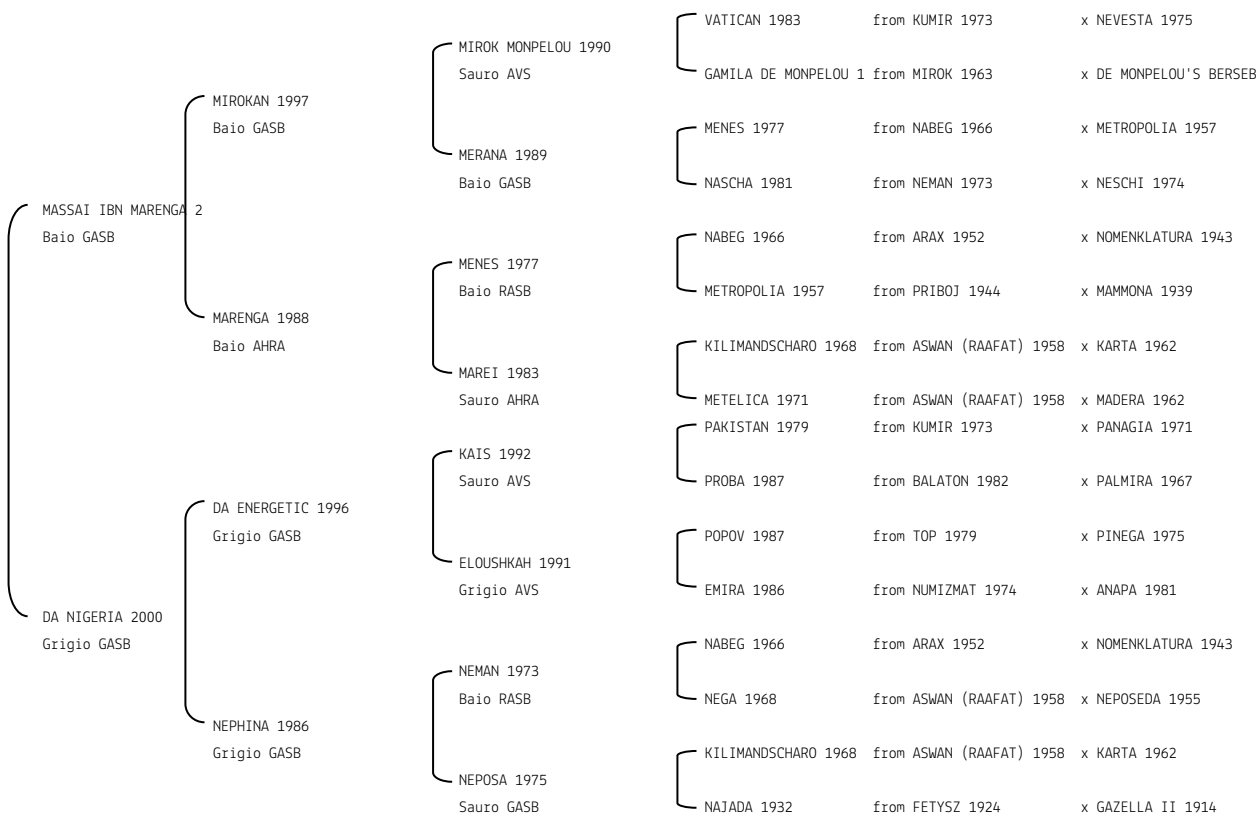 VATICAN 1983 from KUMIR 1973 x NEVESTA 1975
MIROK MONPELOU 1990
Sauro AVS
GAMILA DE MONPELOU 1 from MIROK 1963 x DE MONPELOU'S BERSEB
MIROKAN 1997
Baio GASB
MENES 1977 from NABEG 1966 x METROPOLIA 1957
MERANA 1989
Baio GASB
NASCHA 1981 from NEMAN 1973 x NESCHI 1974
MASSAI IBN MARENGA 2
Baio GASB
NABEG 1966 from ARAX 1952 x NOMENKLATURA 1943
MENES 1977
Baio RASB
METROPOLIA 1957 from PRIBOJ 1944 x MAMMONA 1939
MARENGA 1988
Baio AHRA
KILIMANDSCHARO 1968 from ASWAN (RAAFAT) 1958 x KARTA 1962
MAREI 1983
Sauro AHRA
METELICA 1971 from ASWAN (RAAFAT) 1958 x MADERA 1962
PAKISTAN 1979 from KUMIR 1973 x PANAGIA 1971
KAIS 1992
Sauro AVS
PROBA 1987 from BALATON 1982 x PALMIRA 1967
DA ENERGETIC 1996
Grigio GASB
POPOV 1987 from TOP 1979 x PINEGA 1975
ELOUSHKAH 1991
Grigio AVS
EMIRA 1986 from NUMIZMAT 1974 x ANAPA 1981
DA NIGERIA 2000
Grigio GASB
NABEG 1966 from ARAX 1952 x NOMENKLATURA 1943
NEMAN 1973
Baio RASB
NEGA 1968 from ASWAN (RAAFAT) 1958 x NEPOSEDA 1955
NEPHINA 1986
Grigio GASB
KILIMANDSCHARO 1968 from ASWAN (RAAFAT) 1958 x KARTA 1962
NEPOSA 1975
Sauro GASB
NAJADA 1932 from FETYSZ 1924 x GAZELLA II 1914